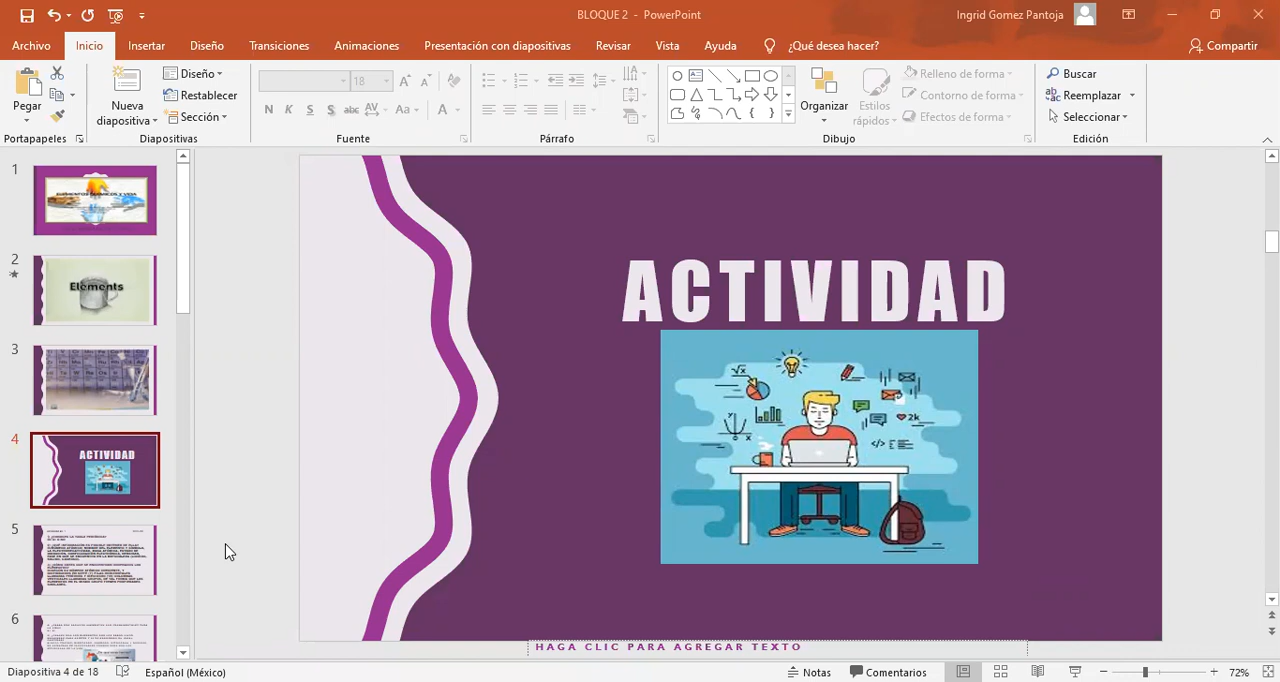 BLOQUE 2 - PowerPoint
Ingrid Gomez Pantoja
Archivo Inicio Insertar Diseño Transiciones Animaciones Presentación con diapositivas Revisar Vista Ayuda ¿Qué desea hacer? Compartir
Pegar
Portapapeles
Nueva
diapositiva
Diseño
Restablecer
Sección
Diapositivas
18
N K S S abc AV Aa A
Fuente
Párrafo
Organizar
Estilos
rápidos
Relleno de forma
Contorno de forma
Efectos de forma
Dibujo
Buscar
Reemplazar
Seleccionar
Edición
1
2
Elements
3
4
ACTIVIDAD
5
6
ACTIVIDAD
√x
2k
</>
HAGA CLIC PARA AGREGAR TEXTO
Diapositiva 4 de 18
Español (México)
Notas
Comentarios
72%